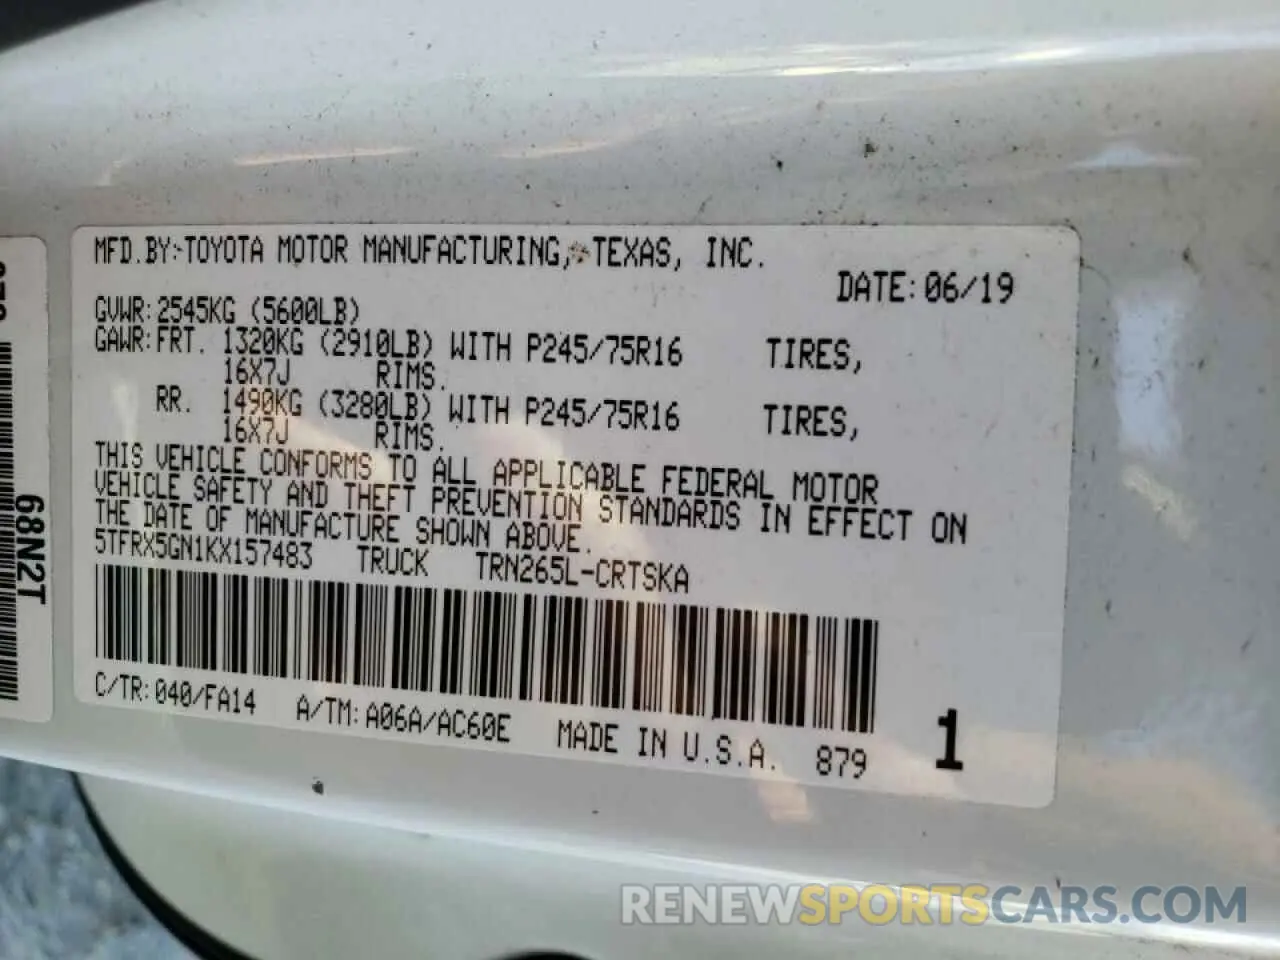 MFD.BY: TOYOTA MOTOR MANUFACTURING, TEXAS, INC.
DATE: 06/19
GVWR: 2545KG (5600LB)
GAWR: FRT. 1320KG (2910LB) WITH P245/75R16 TIRES,
16X7J RIMS.
RR. 1490KG (3280LB) WITH P245/75R16 TIRES,
16X7J RIMS.
THIS VEHICLE CONFORMS TO ALL APPLICABLE FEDERAL MOTOR
VEHICLE SAFETY AND THEFT PREVENTION STANDARDS IN EFFECT ON
THE DATE OF MANUFACTURE SHOWN ABOVE.
5TFRX5GN1KX157483 TRUCK TRN265L-CRTSKA
C/TR: 040/FA14 A/TM: A06A/AC60E MADE IN U.S.A. 879 1
68N2T
RENEWSPORTSCARS.COM